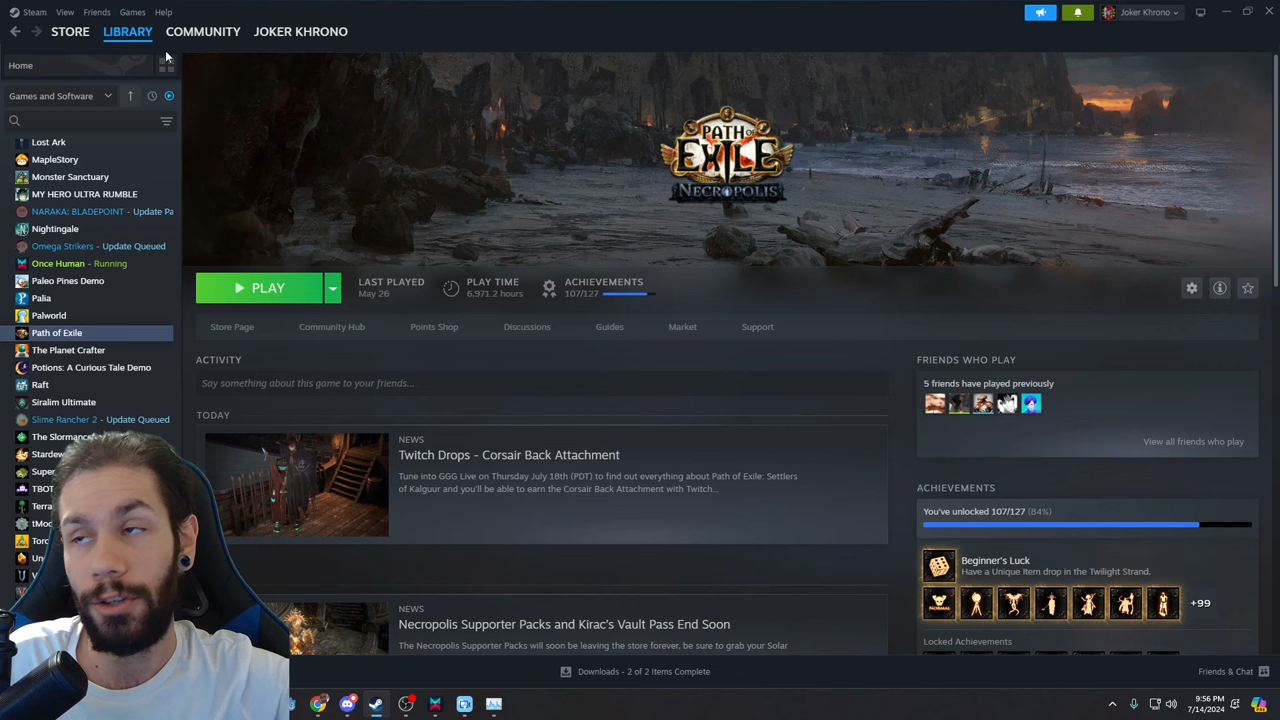 Steam View Friends Games Help
Joker Khrono
STORE LIBRARY COMMUNITY JOKER KHRONO
Home
Games and Software
Lost Ark
MapleStory
Monster Sanctuary
MY HERO ULTRA RUMBLE
NARAKA: BLADEPOINT - Update Pa
Nightingale
Omega Strikers - Update Queued
Once Human - Running
Paleo Pines Demo
Palia
Palworld
Path of Exile
The Planet Crafter
Potions: A Curious Tale Demo
Raft
Siralim Ultimate
Slime Rancher 2 - Update Queued
The Slormanc
Stardew
Super
TBOT
Terra
tMod
Torc
Un
PATH OF
EXILE
NECROPOLIS
PLAY
LAST PLAYED
May 26
PLAY TIME
6,971.2 hours
ACHIEVEMENTS
107/127
Store Page Community Hub Points Shop Discussions Guides Market Support
ACTIVITY
Say something about this game to your friends...
TODAY
NEWS
Twitch Drops - Corsair Back Attachment
Tune into GGG Live on Thursday July 18th (PDT) to find out everything about Path of Exile: Settlers
of Kalguur and you'll be able to earn the Corsair Back Attachment with Twitch...
NEWS
Necropolis Supporter Packs and Kirac's Vault Pass End Soon
The Necropolis Supporter Packs will soon be leaving the store forever, be sure to grab your Solar
FRIENDS WHO PLAY
5 friends have played previously
View all friends who play
ACHIEVEMENTS
You've unlocked 107/127 (84%)
Beginner's Luck
Have a Unique Item drop in the Twilight Strand.
NORMAL
+99
Locked Achievements
Downloads - 2 of 2 Items Complete
Friends & Chat
9:56 PM
7/14/2024